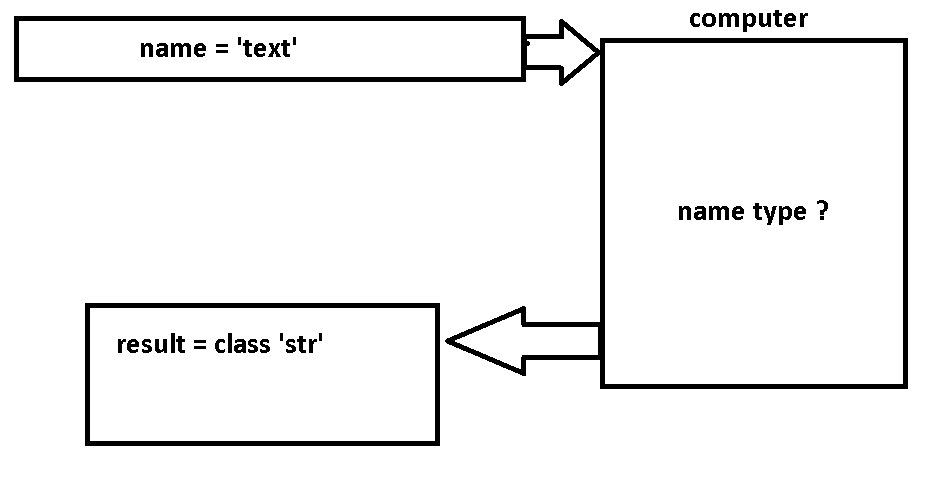 computer
name = 'text'
name type ?
result = class 'str'